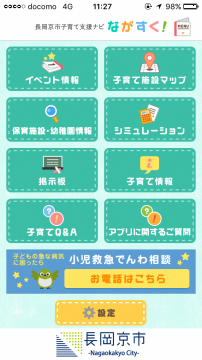 docomo 4G 11:27 98%
長岡京市子育て支援ナビ ながすく! MENU
イベント情報
子育て施設マップ
保育施設・幼稚園情報
シミュレーション
掲示板
子育て情報
子育てQ&A
アプリに関するご質問
子どもの急な病気に困ったら
小児救急でんわ相談
お電話はこちら
設定
長岡京市
-Nagaokakyo City-